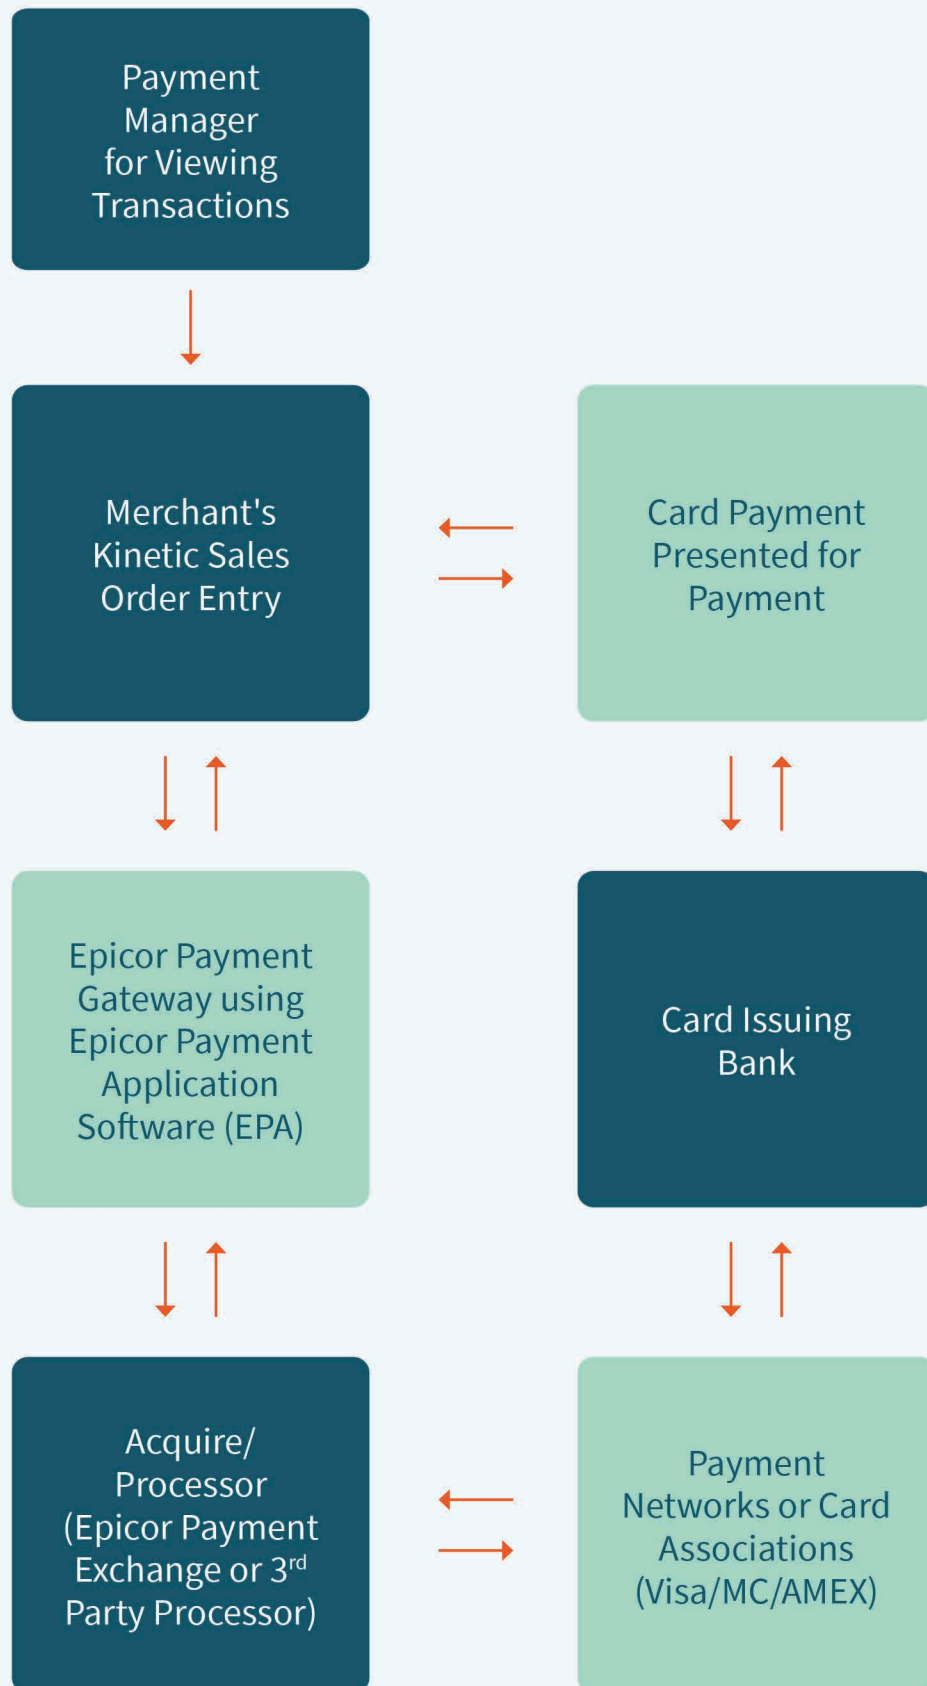 Payment
Manager
for Viewing
Transactions
Merchant's
Kinetic Sales
Order Entry
Card Payment
Presented for
Payment
Epicor Payment
Gateway using
Epicor Payment
Application
Software (EPA)
Card Issuing
Bank
Acquire/
Processor
(Epicor Payment
Exchange or 3rd
Party Processor)
Payment
Networks or Card
Associations
(Visa/MC/AMEX)